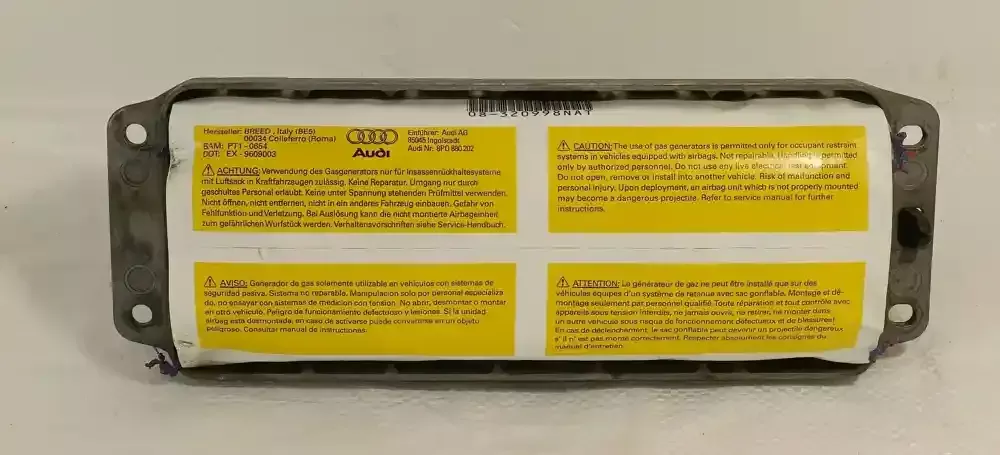 08-320998NAT
Hersteller: BREED , Italy (BE5)
00034 Colleferro (Roma)
BAM: PT1 -0654
DOT: EX - 9609003
Audi
Einführer: Audi AG
85045 Ingolstadt
Audi Nr: 8P0 880 202
ACHTUNG: Verwendung des Gasgenerators nur für Insassenrückhaltesysteme
mit Luftsack in Kraftfahrzeugen zulässig. Keine Reparatur. Umgang nur durch
geschultes Personal erlaubt. Keine unter Spannung stehenden Prüfmittel verwenden.
Nicht öffnen, nicht entfernen, nicht in ein anderes Fahrzeug einbauen. Gefahr von
Fehlfunktion und Verletzung. Bei Auslösung kann die nicht montierte Airbageinheit
zum gefährlichen Wurfstück werden. Verhaltensvorschriften siehe Service-Handbuch.
CAUTION: The use of gas generators is permitted only for occupant restraint
systems in vehicles equipped with airbags. Not repairable. Handling is permitted
only by authorized personnel. Do not use any live electrical test equipment.
Do not open, remove or install into another vehicle. Risk of malfunction and
personal injury. Upon deployment, an airbag unit which is not properly mounted
may become a dangerous projectile. Refer to service manual for further
instructions.
AVISO: Generador de gas solamente utilizable en vehículos con sistemas de
seguridad pasiva. Sistema no reparable. Manipulación solo por personal especializa
do, no ensayar con sistemas de medicion con tension. No abrir, desmontar o montar
en otro vehículo. Peligro de funcionamiento defectuoso y lesiones. Si la unidad
airbag esta desmontada, en caso de activarse puede convertirse en un objeto
peligroso. Consultar manual de instrucciones.
ATTENTION: Le générateur de gaz ne peut être installé que sur des
véhicules équipes d'un système de retenue avec sac gonflable. Montage et dé-
montage seulement par personnel qualifié.Toute réparation et tout contrôle avec
appareils sous tension interdits, ne jamais ouvrir, ne retirer, ne monter dans
un autre véhicule sous risque de fonctionnement défectueux et de blessures!
En cas de déclenchement, le sac gonflable peut devenir un projectile dangereux
s' il n' est pas monté correctement. Respecter absolument les consignes du
manuel d'entretien.